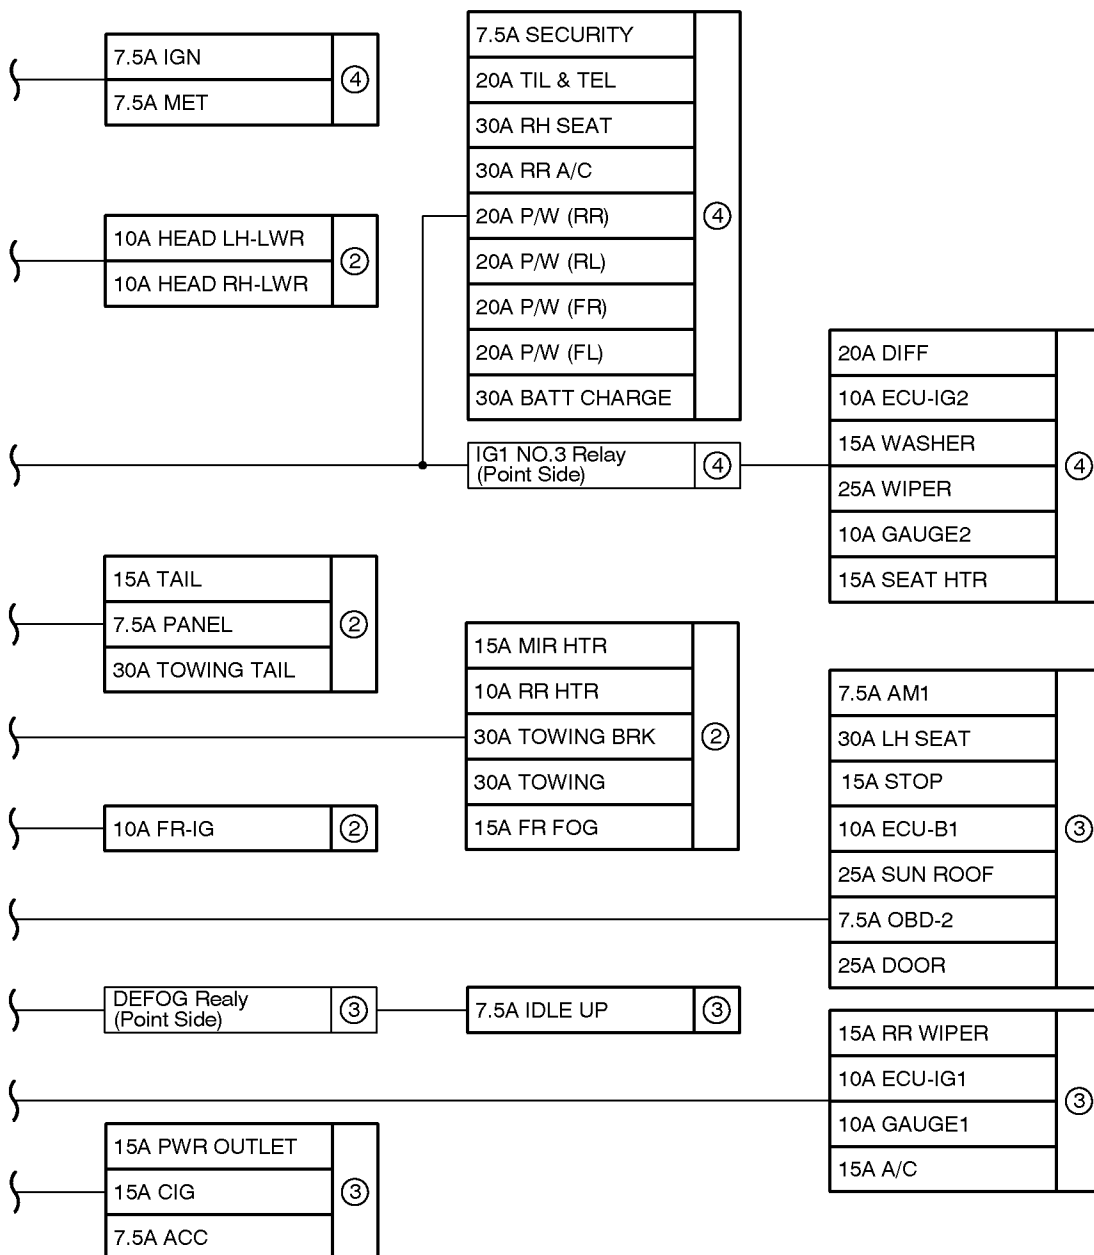 7.5A IGN
7.5A MET
④
10A HEAD LH-LWR
10A HEAD RH-LWR
②
7.5A SECURITY
20A TIL & TEL
30A RH SEAT
30A RR A/C
20A P/W (RR)
20A P/W (RL)
20A P/W (FR)
20A P/W (FL)
30A BATT CHARGE
④
IG1 NO.3 Relay
(Point Side)
④
20A DIFF
10A ECU-IG2
15A WASHER
25A WIPER
10A GAUGE2
15A SEAT HTR
④
15A TAIL
7.5A PANEL
30A TOWING TAIL
②
15A MIR HTR
10A RR HTR
30A TOWING BRK
30A TOWING
15A FR FOG
②
10A FR-IG
②
7.5A AM1
30A LH SEAT
15A STOP
10A ECU-B1
25A SUN ROOF
7.5A OBD-2
25A DOOR
③
DEFOG Realy
(Point Side)
③
7.5A IDLE UP
③
15A RR WIPER
10A ECU-IG1
10A GAUGE1
15A A/C
③
15A PWR OUTLET
15A CIG
7.5A ACC
③